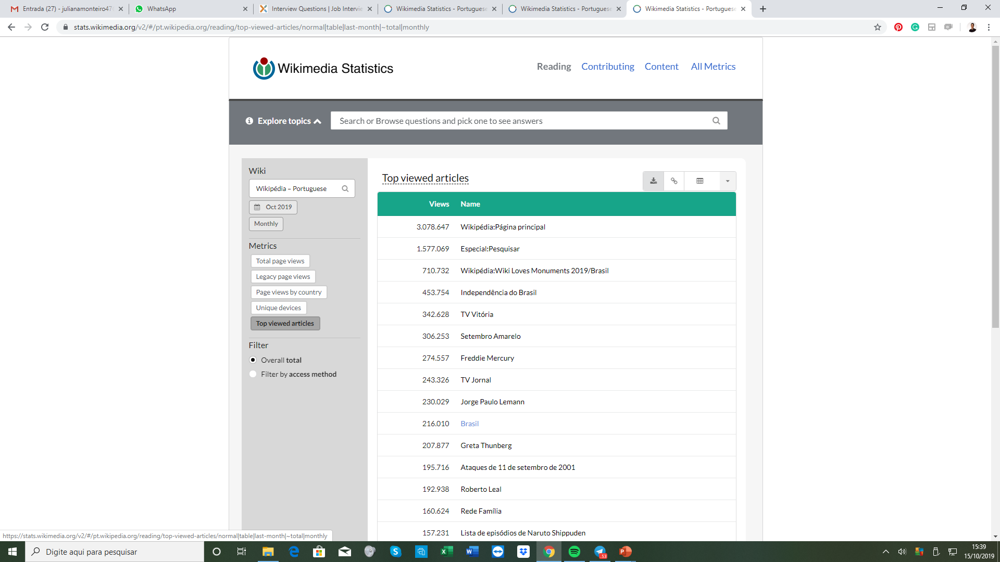 Entrada (27) - julianamonteiro47
WhatsApp
Interview Questions | Job Intervie
Wikimedia Statistics - Portuguese
Wikimedia Statistics - Portuguese
Wikimedia Statistics - Portuguese
stats.wikimedia.org/v2/#/pt.wikipedia.org/reading/top-viewed-articles/normal|table|last-month|~total|monthly
Wikimedia Statistics
Reading
Contributing
Content
All Metrics
Explore topics
Search or Browse questions and pick one to see answers
Wiki
Wikipédia – Portuguese
Oct 2019
Monthly
Metrics
Total page views
Legacy page views
Page views by country
Unique devices
Top viewed articles
Filter
Overall total
Filter by access method
Top viewed articles
Views Name
3.078.647 Wikipédia:Página principal
1.577.069 Especial:Pesquisar
710.732 Wikipédia:Wiki Loves Monuments 2019/Brasil
453.754 Independência do Brasil
342.628 TV Vitória
306.253 Setembro Amarelo
274.557 Freddie Mercury
243.326 TV Jornal
230.029 Jorge Paulo Lemann
216.010 Brasil
207.877 Greta Thunberg
195.716 Ataques de 11 de setembro de 2001
192.938 Roberto Leal
160.624 Rede Família
157.231 Lista de episódios de Naruto Shippuden
https://stats.wikimedia.org/v2/#/pt.wikipedia.org/reading/top-viewed-articles/normal|table|last-month|~total|monthly
Digite aqui para pesquisar
53
15:39
15/10/2019